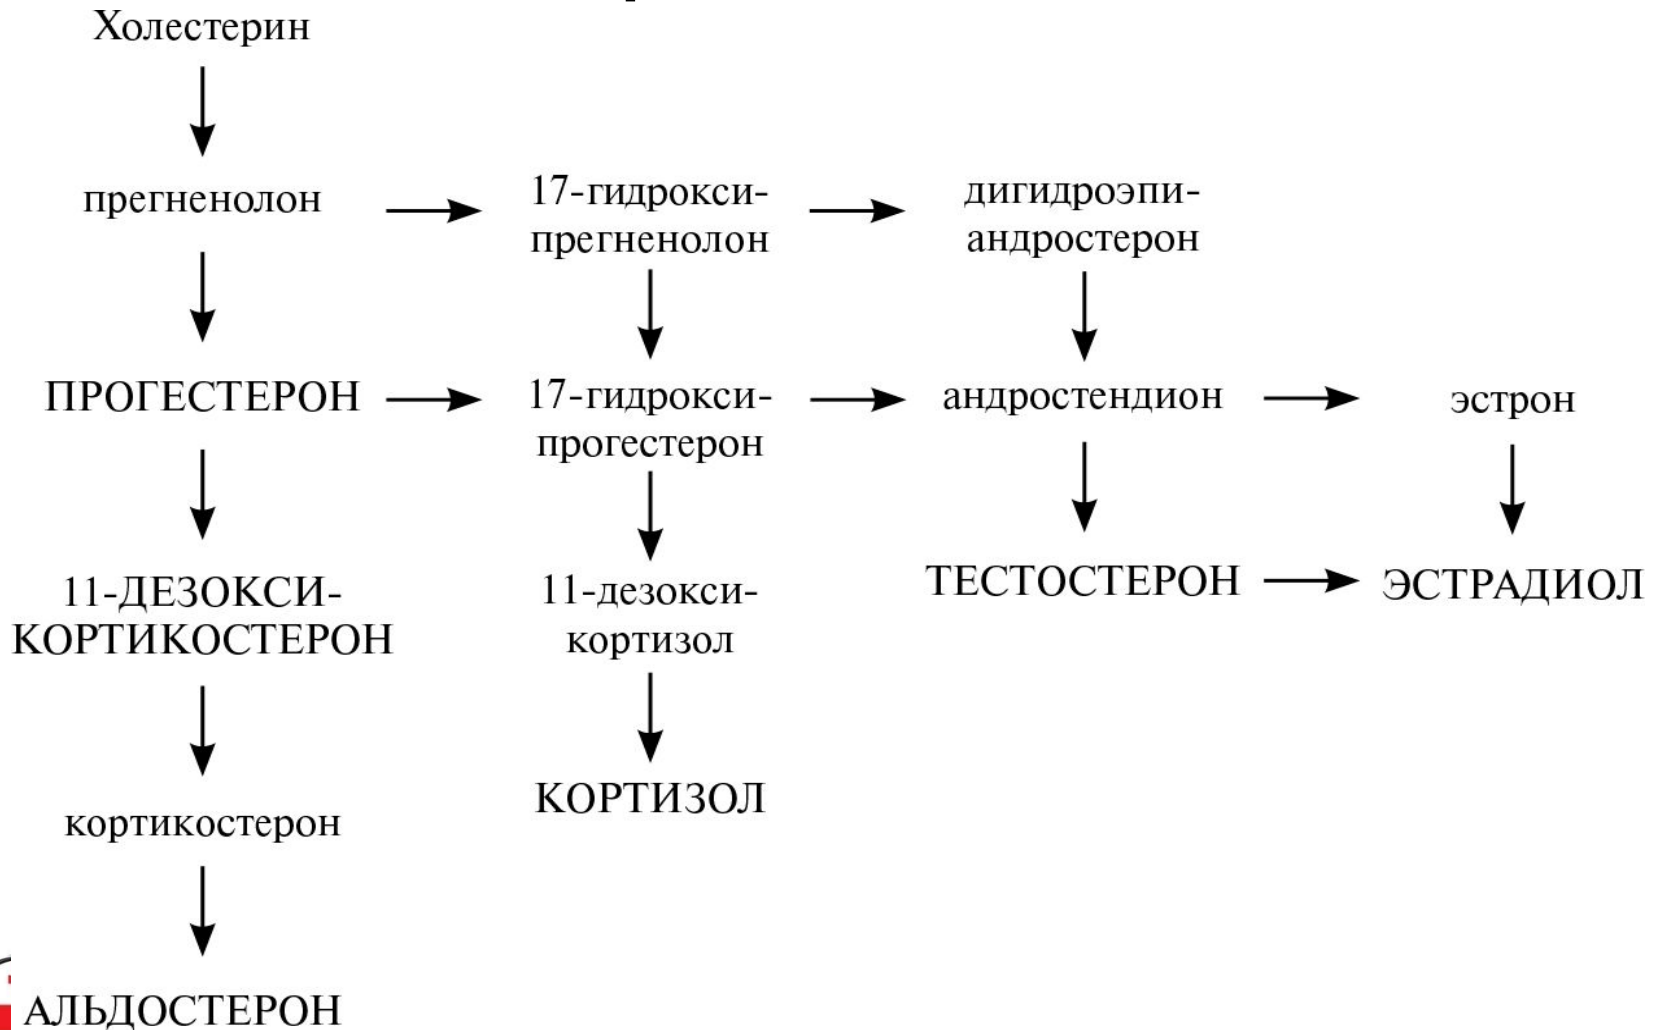 Холестерин
прегненолон
17-гидрокси-
прегненолон
дигидроэпи-
андростерон
ПРОГЕСТЕРОН
17-гидрокси-
прогестерон
андростендион
эстрон
11-ДЕЗОКСИ-
КОРТИКОСТЕРОН
11-дезокси-
кортизол
ТЕСТОСТЕРОН
ЭСТРАДИОЛ
кортикостерон
КОРТИЗОЛ
АЛЬДОСТЕРОН